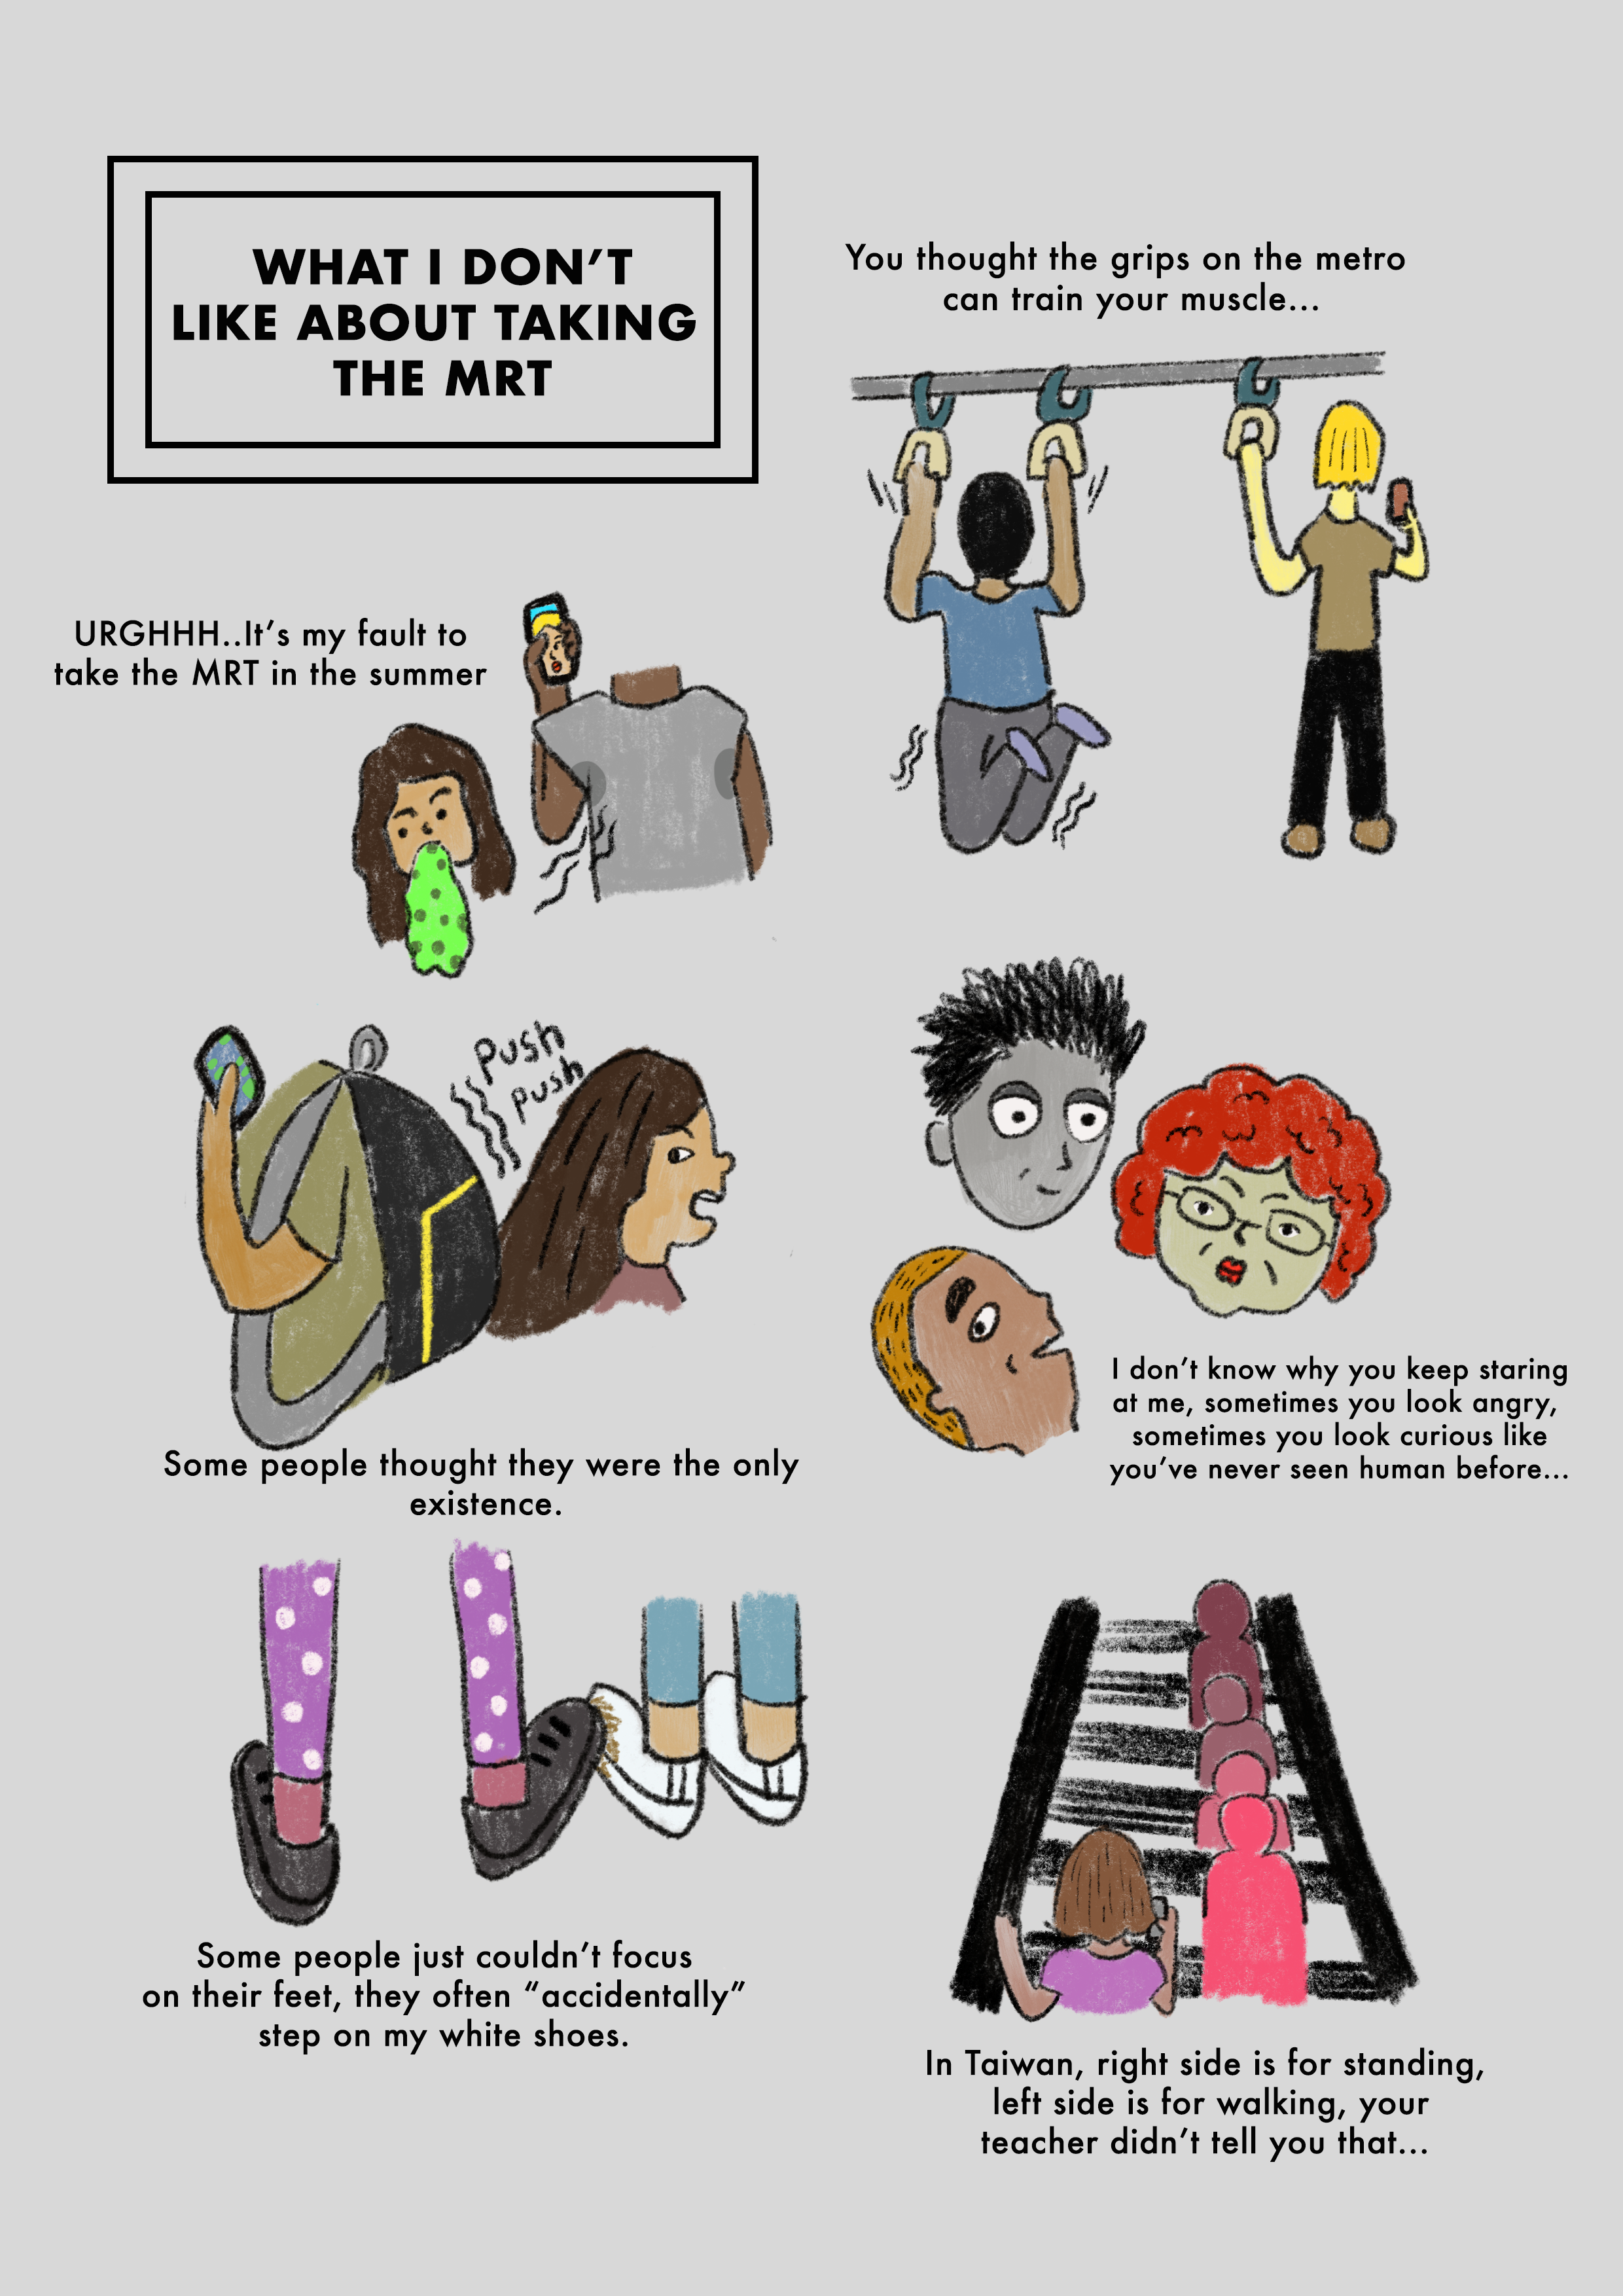 WHAT I DON'T
LIKE ABOUT TAKING
THE MRT
You thought the grips on the metro
can train your muscle...
URGHHH..It's my fault to
take the MRT in the summer
Push
push
Some people thought they were the only
existence.
I don't know why you keep staring
at me, sometimes you look angry,
sometimes you look curious like
you've never seen human before...
Some people just couldn't focus
on their feet, they often “accidentally”
step on my white shoes.
In Taiwan, right side is for standing,
left side is for walking, your
teacher didn't tell you that...